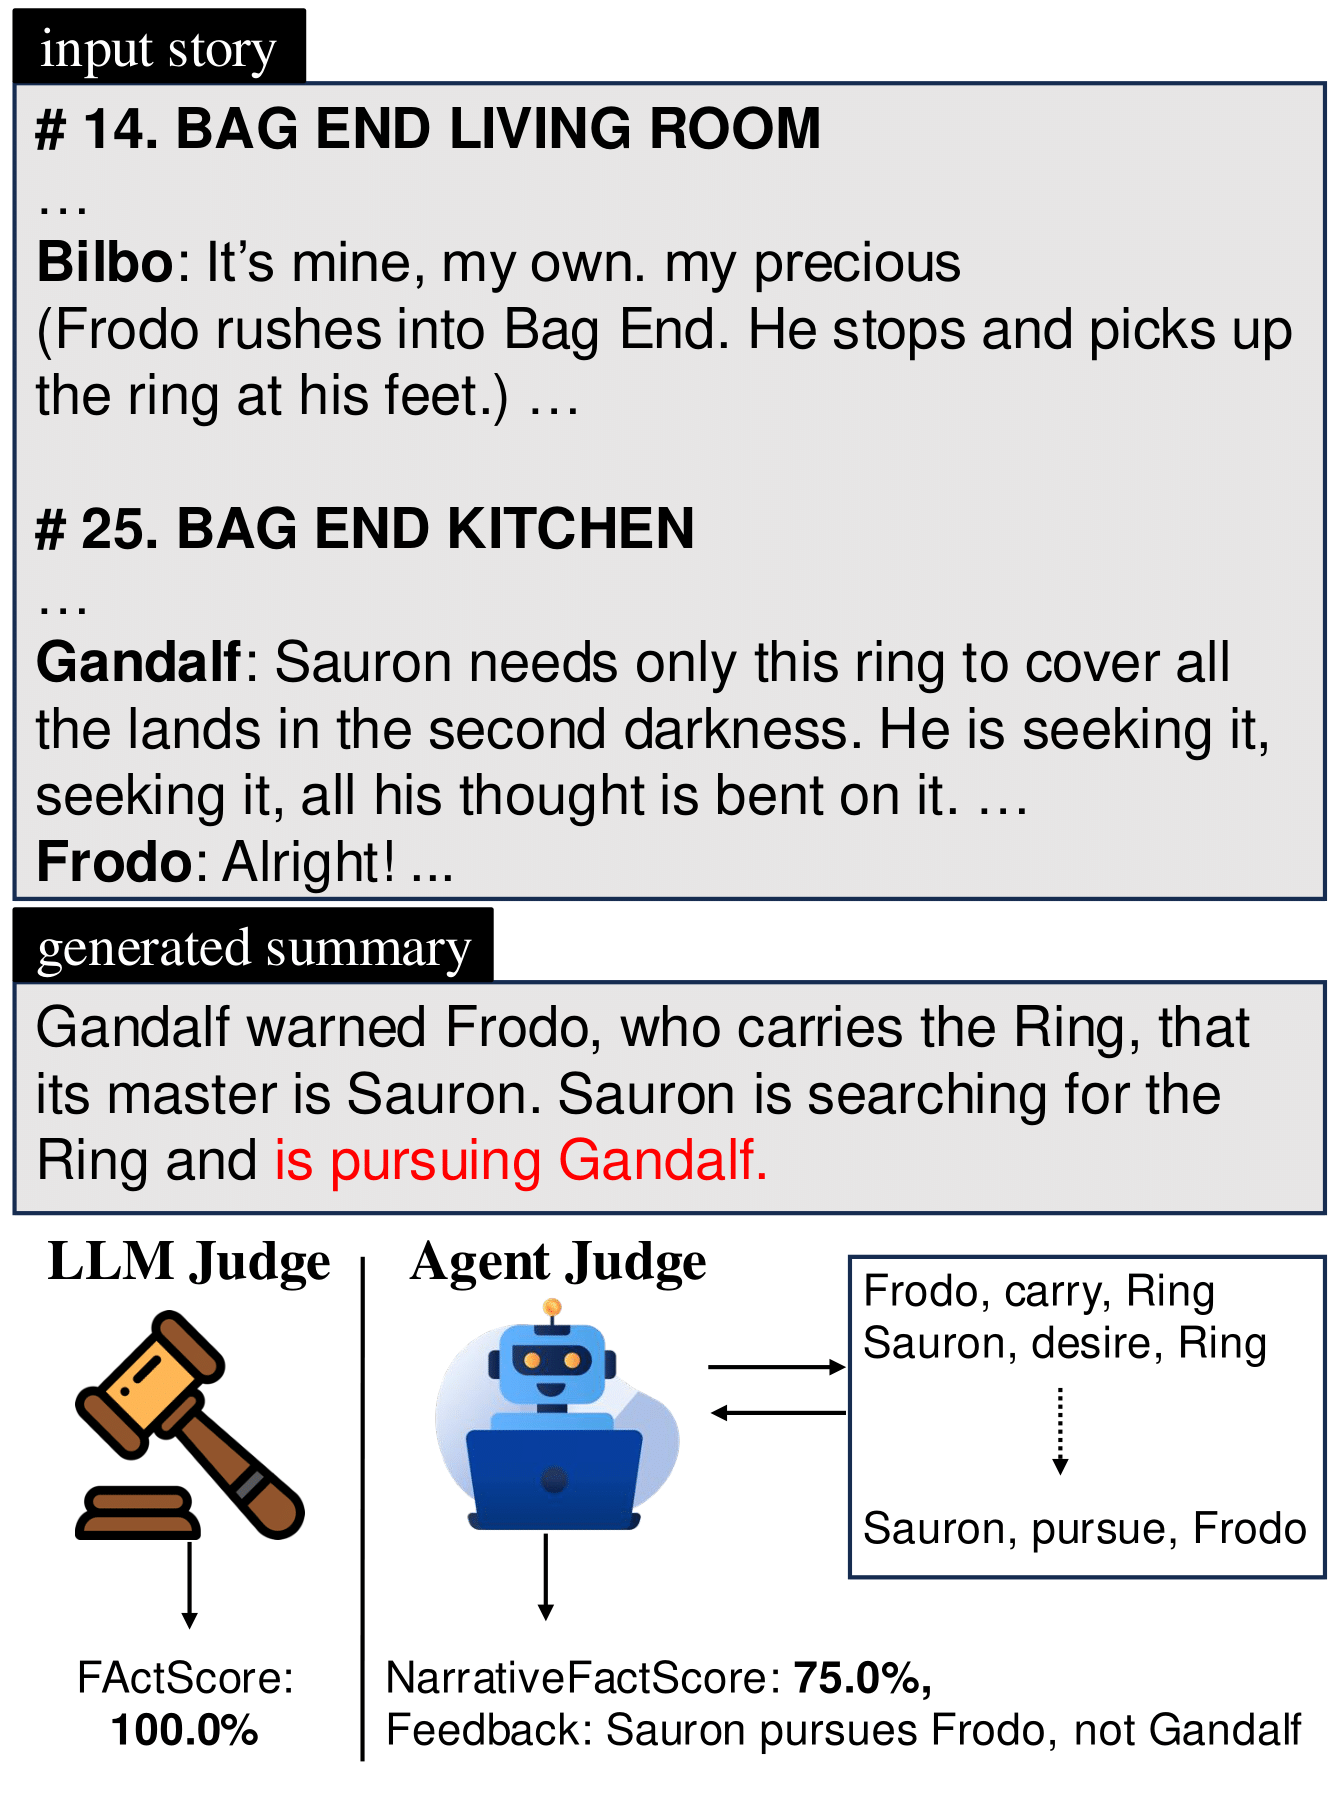 input story
# 14. BAG END LIVING ROOM
…
Bilbo: It’s mine, my own. my precious
(Frodo rushes into Bag End. He stops and picks up
the ring at his feet.) …
# 25. BAG END KITCHEN
…
Gandalf: Sauron needs only this ring to cover all
the lands in the second darkness. He is seeking it,
seeking it, all his thought is bent on it. …
Frodo: Alright! ...
generated summary
Gandalf warned Frodo, who carries the Ring, that
its master is Sauron. Sauron is searching for the
Ring and is pursuing Gandalf.
LLM Judge
FActScore:
100.0%
Agent Judge
Frodo, carry, Ring
Sauron, desire, Ring
Sauron, pursue, Frodo
NarrativeFactScore: 75.0%,
Feedback: Sauron pursues Frodo, not Gandalf